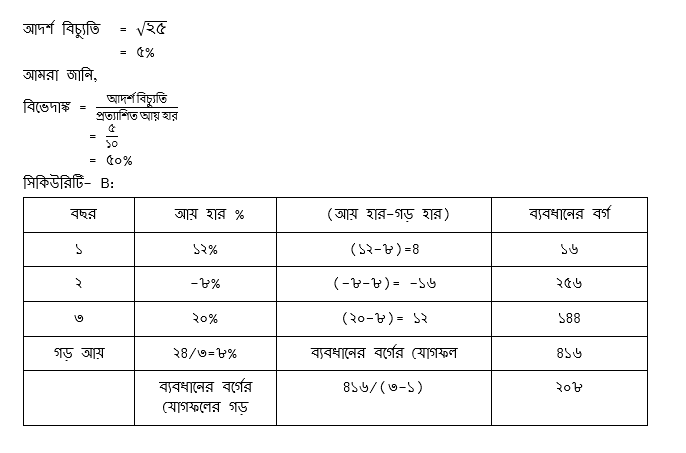 আদর্শ বিচ্যুতি = √২৫
= ৫%
আমরা জানি,
বিভেদাঙ্ক = আদর্শ বিচ্যুতি / প্রত্যাশিত আয় হার
= ৫/১০
= ৫০%
সিকিউরিটি- B:
বছর আয় হার % (আয় হার-গড় হার) ব্যবধানের বর্গ
১ ১২% (১২-৮)=৪ ১৬
২ -৮% (-৮-৮)= -১৬ ২৫৬
৩ ২০% (২০-৮)= ১২ ১৪৪
গড় আয় ২৪/৩=৮% ব্যবধানের বর্গের যোগফল ৪১৬
ব্যবধানের বর্গের যোগফলের গড় ৪১৬/(৩-১) ২০৮